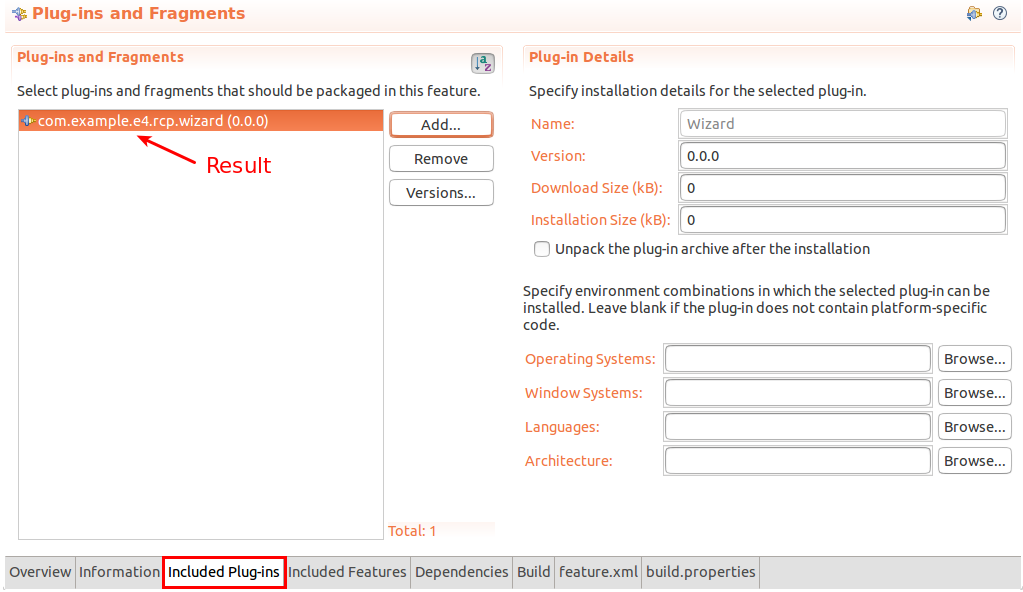 Plug-ins and Fragments
Plug-ins and Fragments
Select plug-ins and fragments that should be packaged in this feature.
com.example.e4.rcp.wizard (0.0.0)
Result
Add...
Remove
Versions...
Total: 1
Plug-in Details
Specify installation details for the selected plug-in.
Name: Wizard
Version: 0.0.0
Download Size (kB): 0
Installation Size (kB): 0
Unpack the plug-in archive after the installation
Specify environment combinations in which the selected plug-in can be
installed. Leave blank if the plug-in does not contain platform-specific
code.
Operating Systems: Browse...
Window Systems: Browse...
Languages: Browse...
Architecture: Browse...
Overview Information Included Plug-ins Included Features Dependencies Build feature.xml build.properties